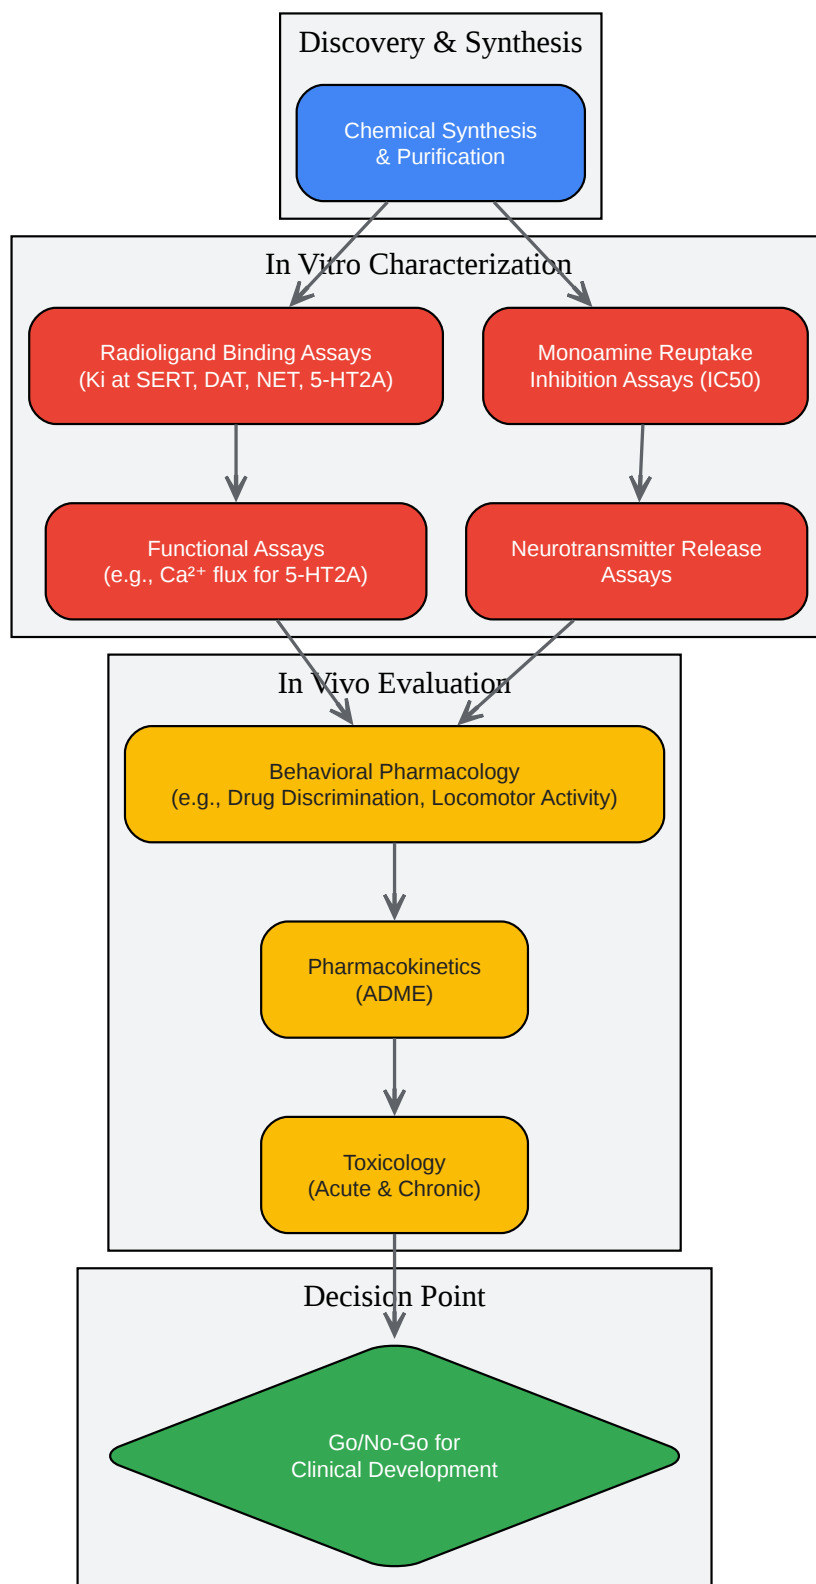 Discovery & Synthesis
Chemical Synthesis
& Purification
In Vitro Characterization
Radioligand Binding Assays
(Ki at SERT, DAT, NET, 5-HT2A)
Monoamine Reuptake
Inhibition Assays (IC50)
Functional Assays
(e.g., Ca²⁺ flux for 5-HT2A)
Neurotransmitter Release
Assays
In Vivo Evaluation
Behavioral Pharmacology
(e.g., Drug Discrimination, Locomotor Activity)
Pharmacokinetics
(ADME)
Toxicology
(Acute & Chronic)
Decision Point
Go/No-Go for
Clinical Development